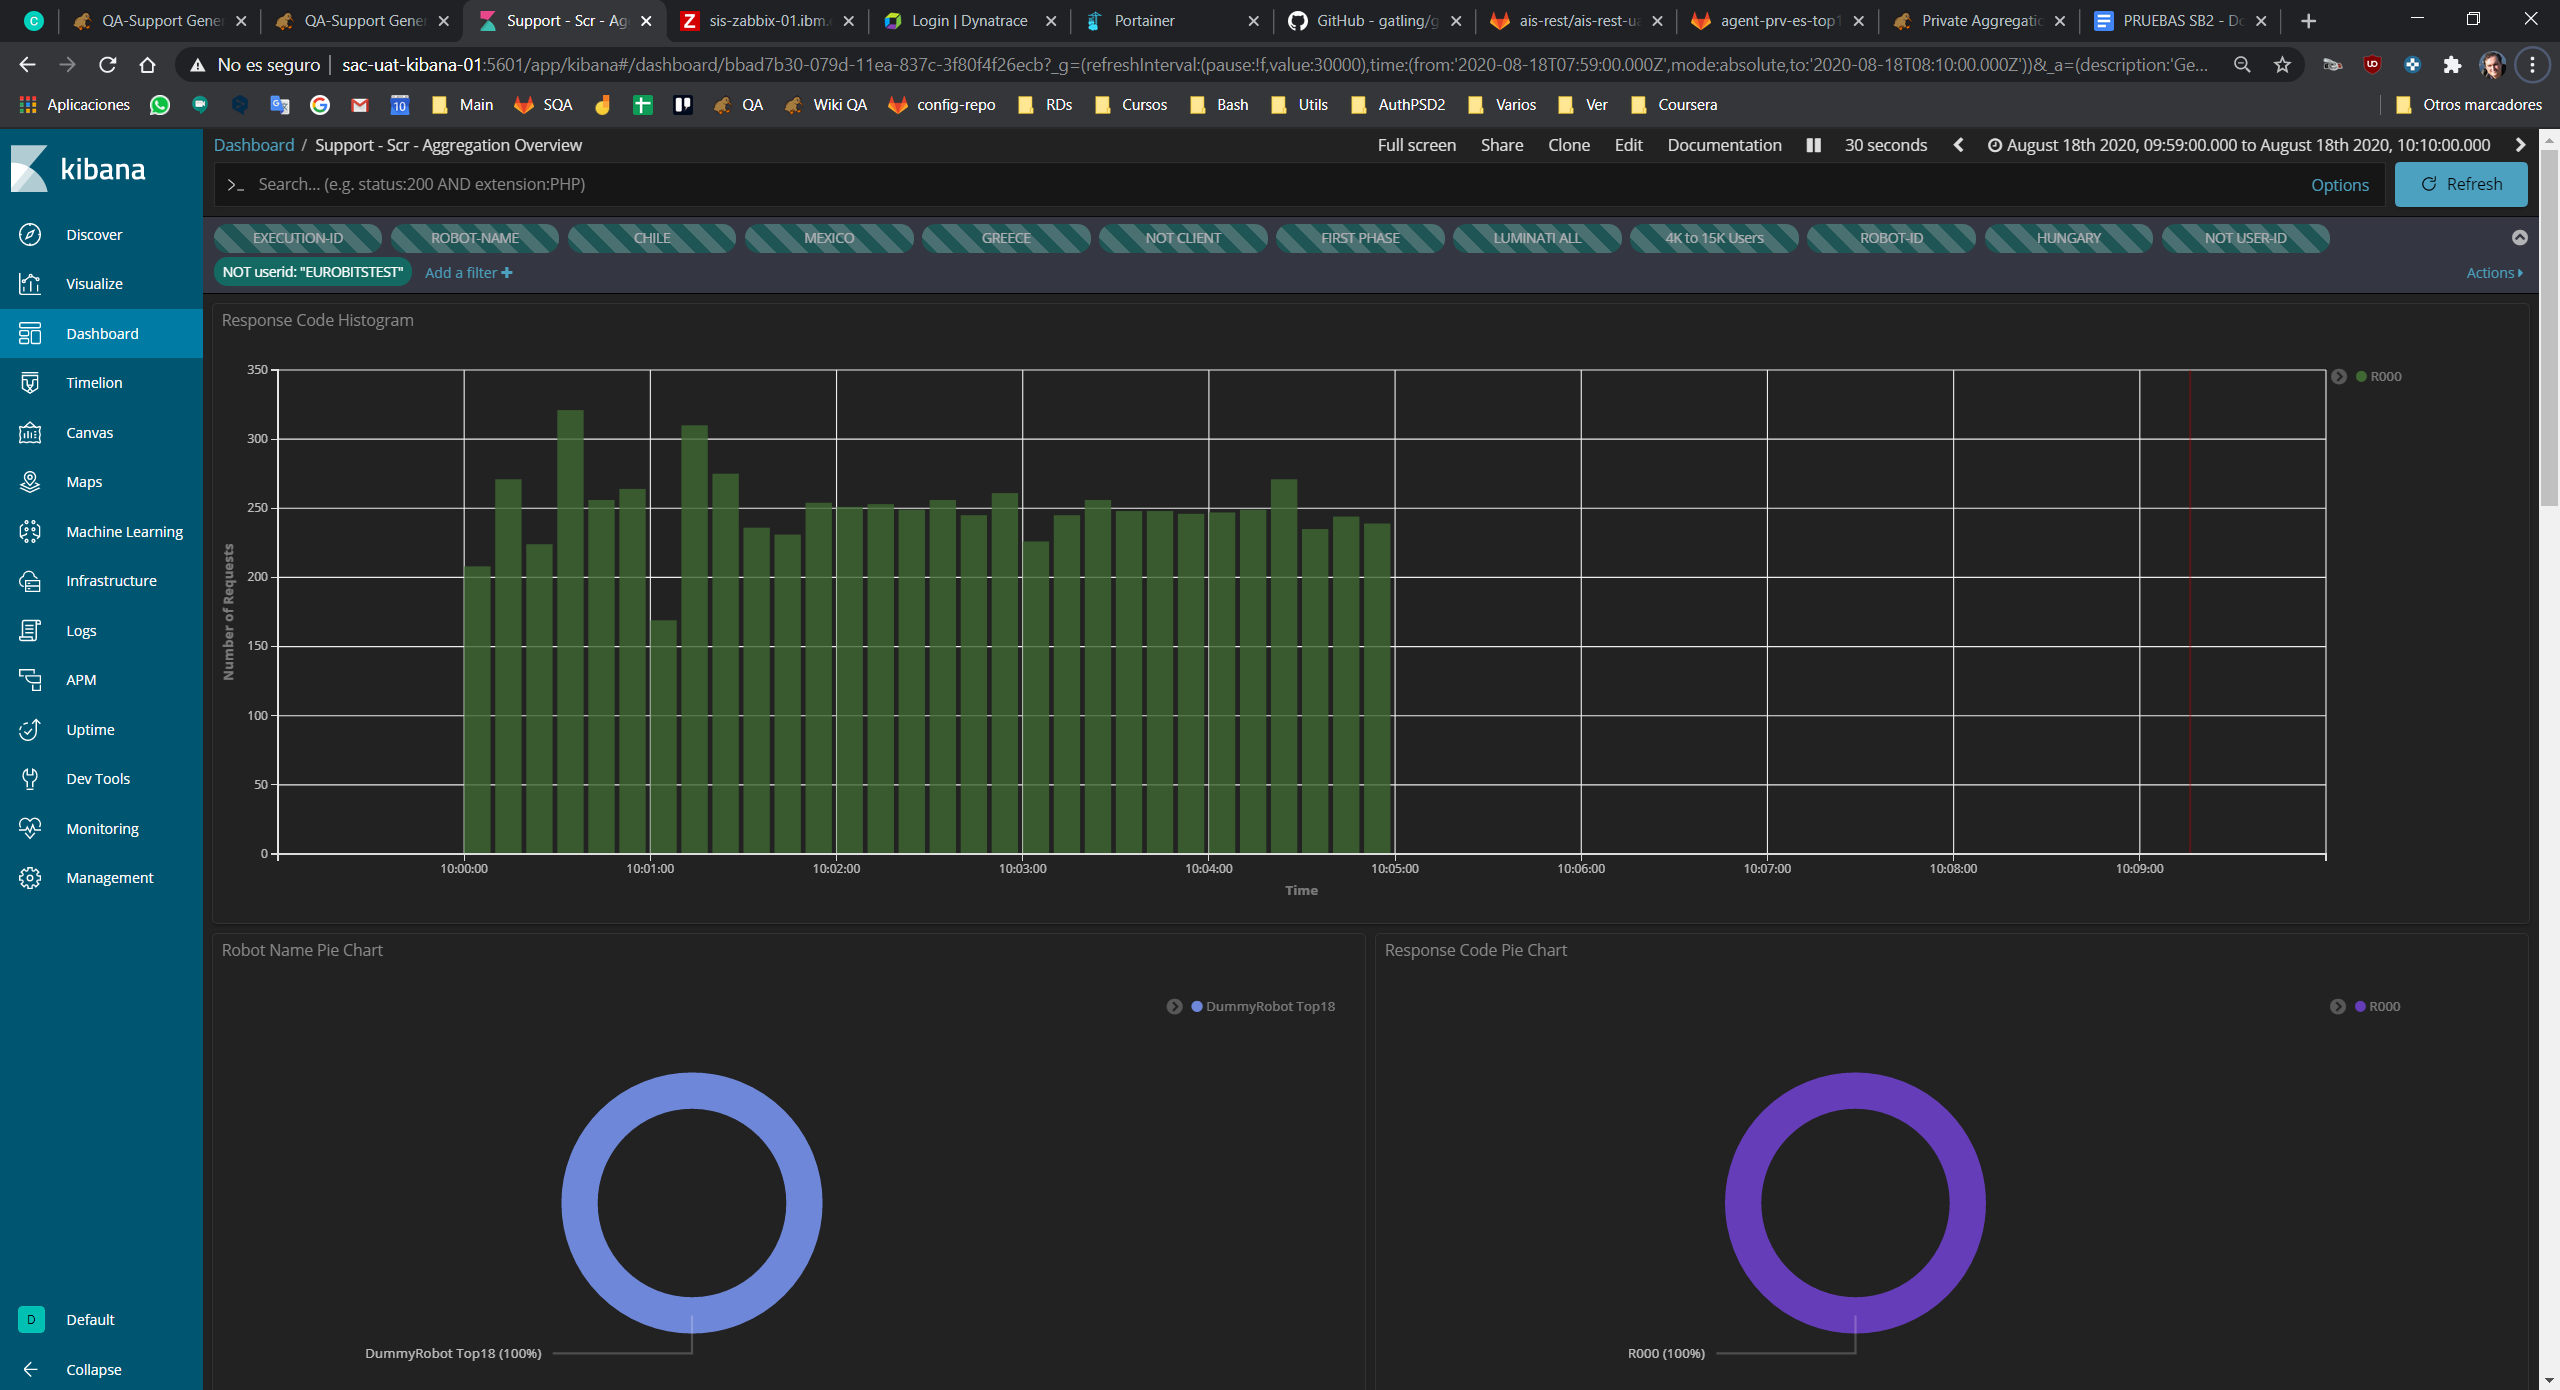 QA-Support Gener
QA-Support Gener
Support - Scr - Ag
sis-zabbix-01.ibm.
Login | Dynatrace
Portainer
GitHub - gatling/g
ais-rest/ais-rest-ua
agent-prv-es-top1
Private Aggregatio
PRUEBAS SB2 - Do
No es seguro | sac-uat-kibana-01:5601/app/kibana#/dashboard/bbad7b30-079d-11ea-837c-3f80f4f26ecb?_g=(refreshInterval:(pause:!f,value:30000),time:(from:'2020-08-18T07:59:00.000Z',mode:absolute,to:'2020-08-18T08:10:00.000Z'))&_a=(description:'Ge...
Aplicaciones
10
Main
SQA
QA
Wiki QA
config-repo
RDs
Cursos
Bash
Utils
AuthPSD2
Varios
Ver
Coursera
Otros marcadores
kibana
Discover
Visualize
Dashboard
Timelion
Canvas
Maps
Machine Learning
Infrastructure
Logs
APM
Uptime
Dev Tools
Monitoring
Management
D Default
Collapse
Dashboard / Support - Scr - Aggregation Overview
Full screen
Share
Clone
Edit
Documentation
30 seconds
August 18th 2020, 09:59:00.000 to August 18th 2020, 10:10:00.000
>_ Search... (e.g. status:200 AND extension:PHP)
Options
Refresh
EXECUTION-ID
ROBOT-NAME
CHILE
MEXICO
GREECE
NOT CLIENT
FIRST PHASE
LUMINATI ALL
4K to 15K Users
ROBOT-ID
HUNGARY
NOT USER-ID
NOT userid: "EUROBITSTEST"
Add a filter +
Actions
Response Code Histogram
350
300
250
200
150
100
50
0
Number of Requests
10:00:00
10:01:00
10:02:00
10:03:00
10:04:00
10:05:00
10:06:00
10:07:00
10:08:00
10:09:00
Time
R000
Robot Name Pie Chart
DummyRobot Top18
DummyRobot Top18 (100%)
Response Code Pie Chart
R000
R000 (100%)